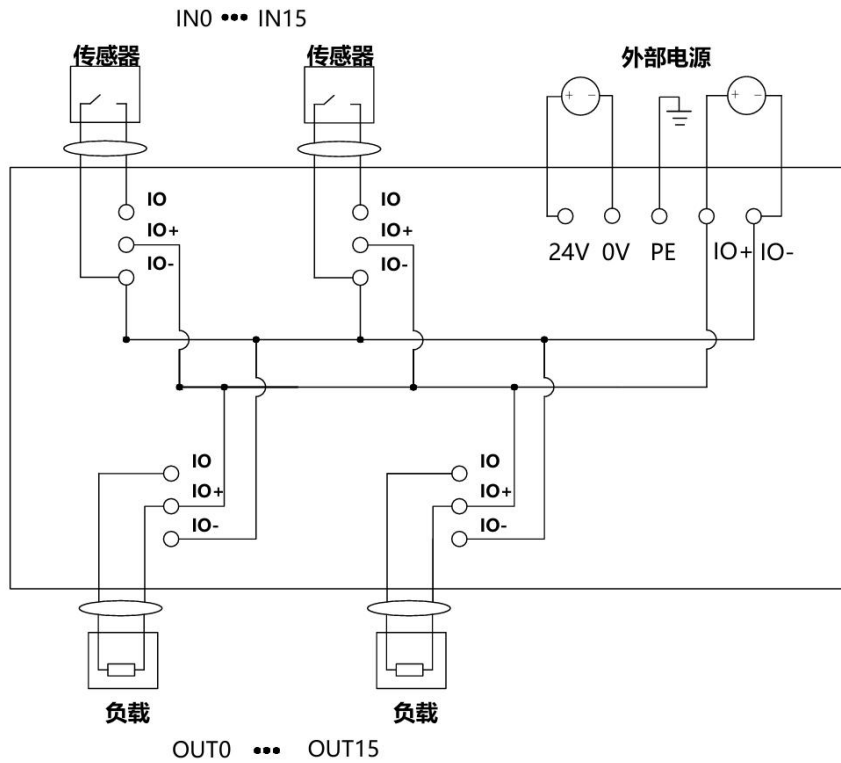 IN0 ••• IN15
传感器 传感器 外部电源
+ - + -
IO IO
IO+ IO+
IO- IO-
24V 0V PE IO+ IO-
IO IO
IO+ IO+
IO- IO-
负载 负载
OUT0 ••• OUT15